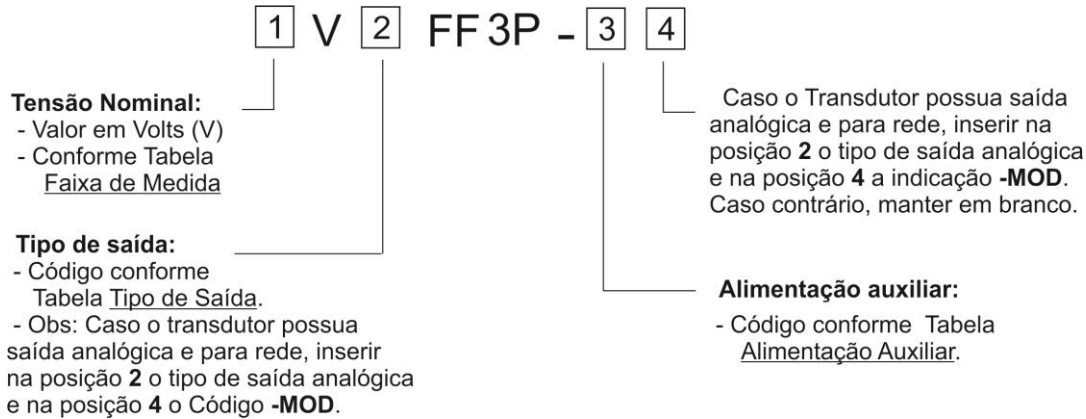 1 V 2 FF 3P - 3 4
Tensão Nominal:
- Valor em Volts (V)
- Conforme Tabela
Faixa de Medida
Tipo de saída:
- Código conforme
Tabela Tipo de Saída.
- Obs: Caso o transdutor possua
saída analógica e para rede, inserir
na posição 2 o tipo de saída analógica
e na posição 4 o Código -MOD.
Caso o Transdutor possua saída
analógica e para rede, inserir na
posição 2 o tipo de saída analógica
e na posição 4 a indicação -MOD.
Caso contrário, manter em branco.
Alimentação auxiliar:
- Código conforme Tabela
Alimentação Auxiliar.